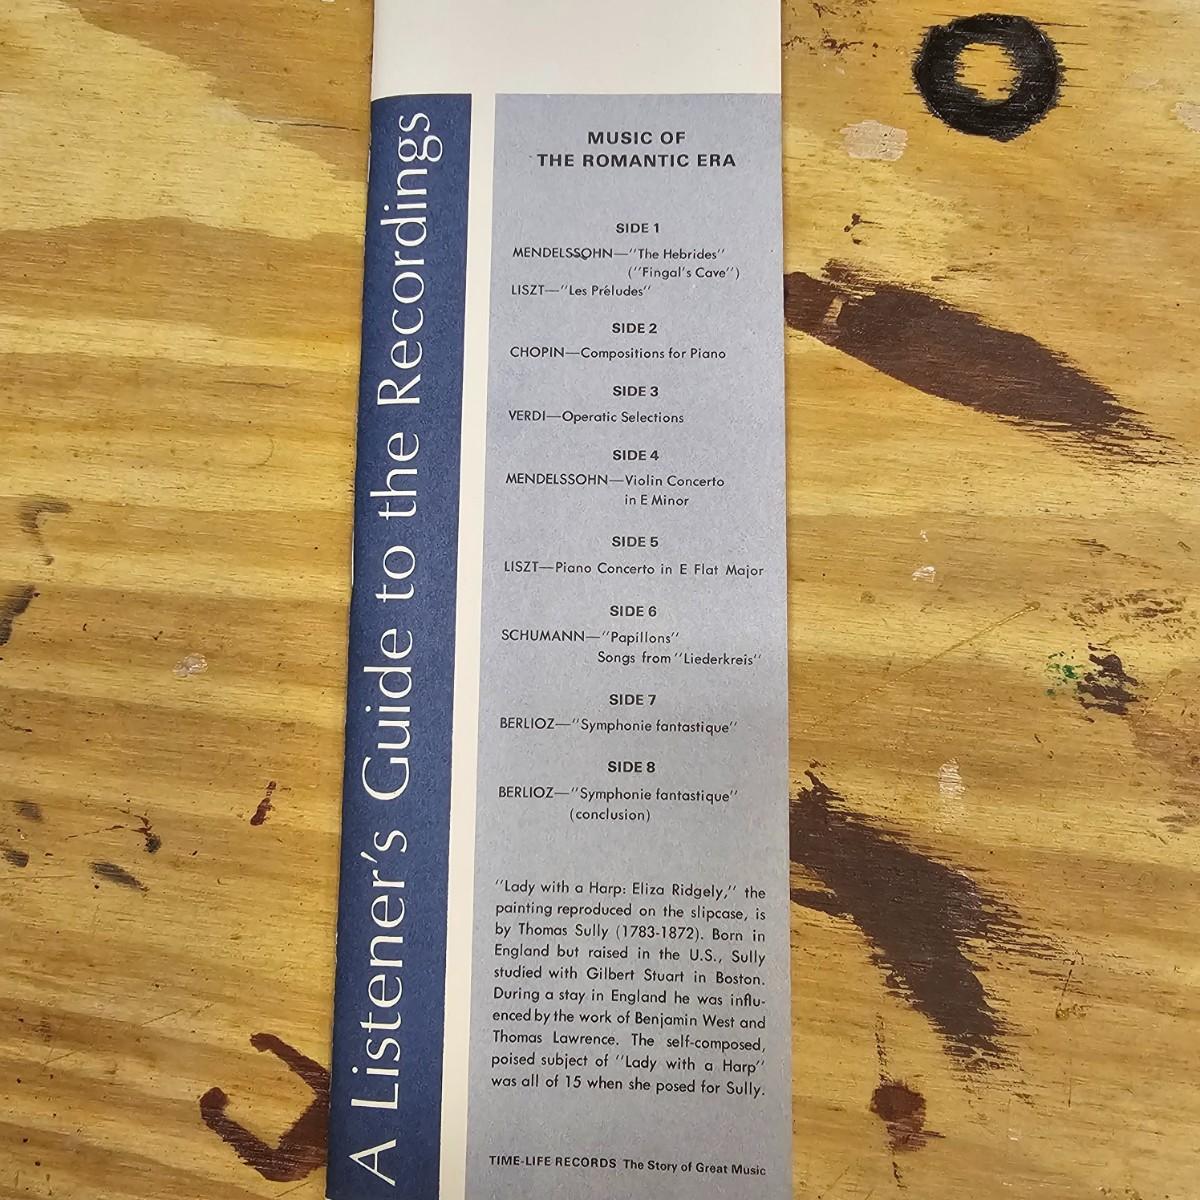 A Listener's Guide to the Recordings
MUSIC OF
THE ROMANTIC ERA
SIDE 1
MENDELSSOHN—"The Hebrides"
("Fingal's Cave")
LISZT—"Les Préludes"
SIDE 2
CHOPIN—Compositions for Piano
SIDE 3
VERDI—Operatic Selections
SIDE 4
MENDELSSOHN—Violin Concerto
in E Minor
SIDE 5
LISZT—Piano Concerto in E Flat Major
SIDE 6
SCHUMANN—"Papillons"
Songs from "Liederkreis"
SIDE 7
BERLIOZ—"Symphonie fantastique"
SIDE 8
BERLIOZ—"Symphonie fantastique"
(conclusion)
"Lady with a Harp: Eliza Ridgely," the
painting reproduced on the slipcase, is
by Thomas Sully (1783-1872). Born in
England but raised in the U.S., Sully
studied with Gilbert Stuart in Boston.
During a stay in England he was influ-
enced by the work of Benjamin West and
Thomas Lawrence. The self-composed,
poised subject of "Lady with a Harp"
was all of 15 when she posed for Sully.
TIME-LIFE RECORDS The Story of Great Music